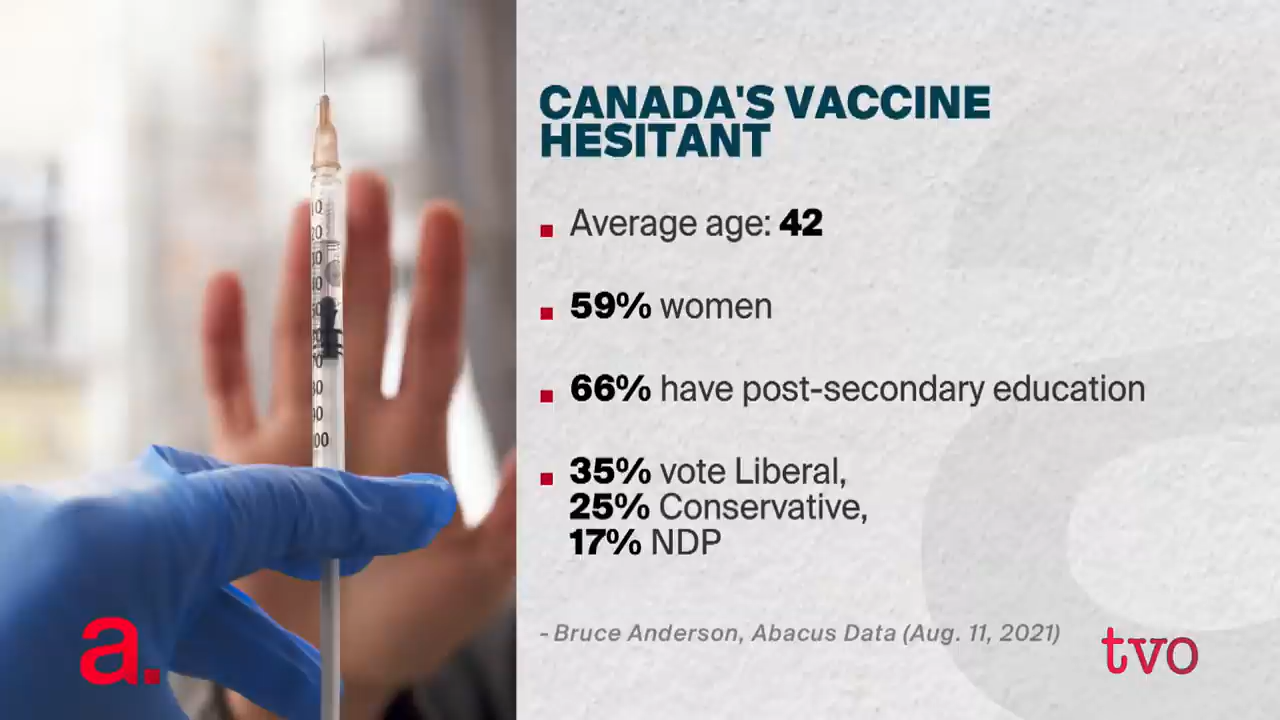 CANADA'S VACCINE
HESITANT
Average age: 42
59% women
66% have post-secondary education
35% vote Liberal,
25% Conservative,
17% NDP
- Bruce Anderson, Abacus Data (Aug. 11, 2021)
a.
tvo